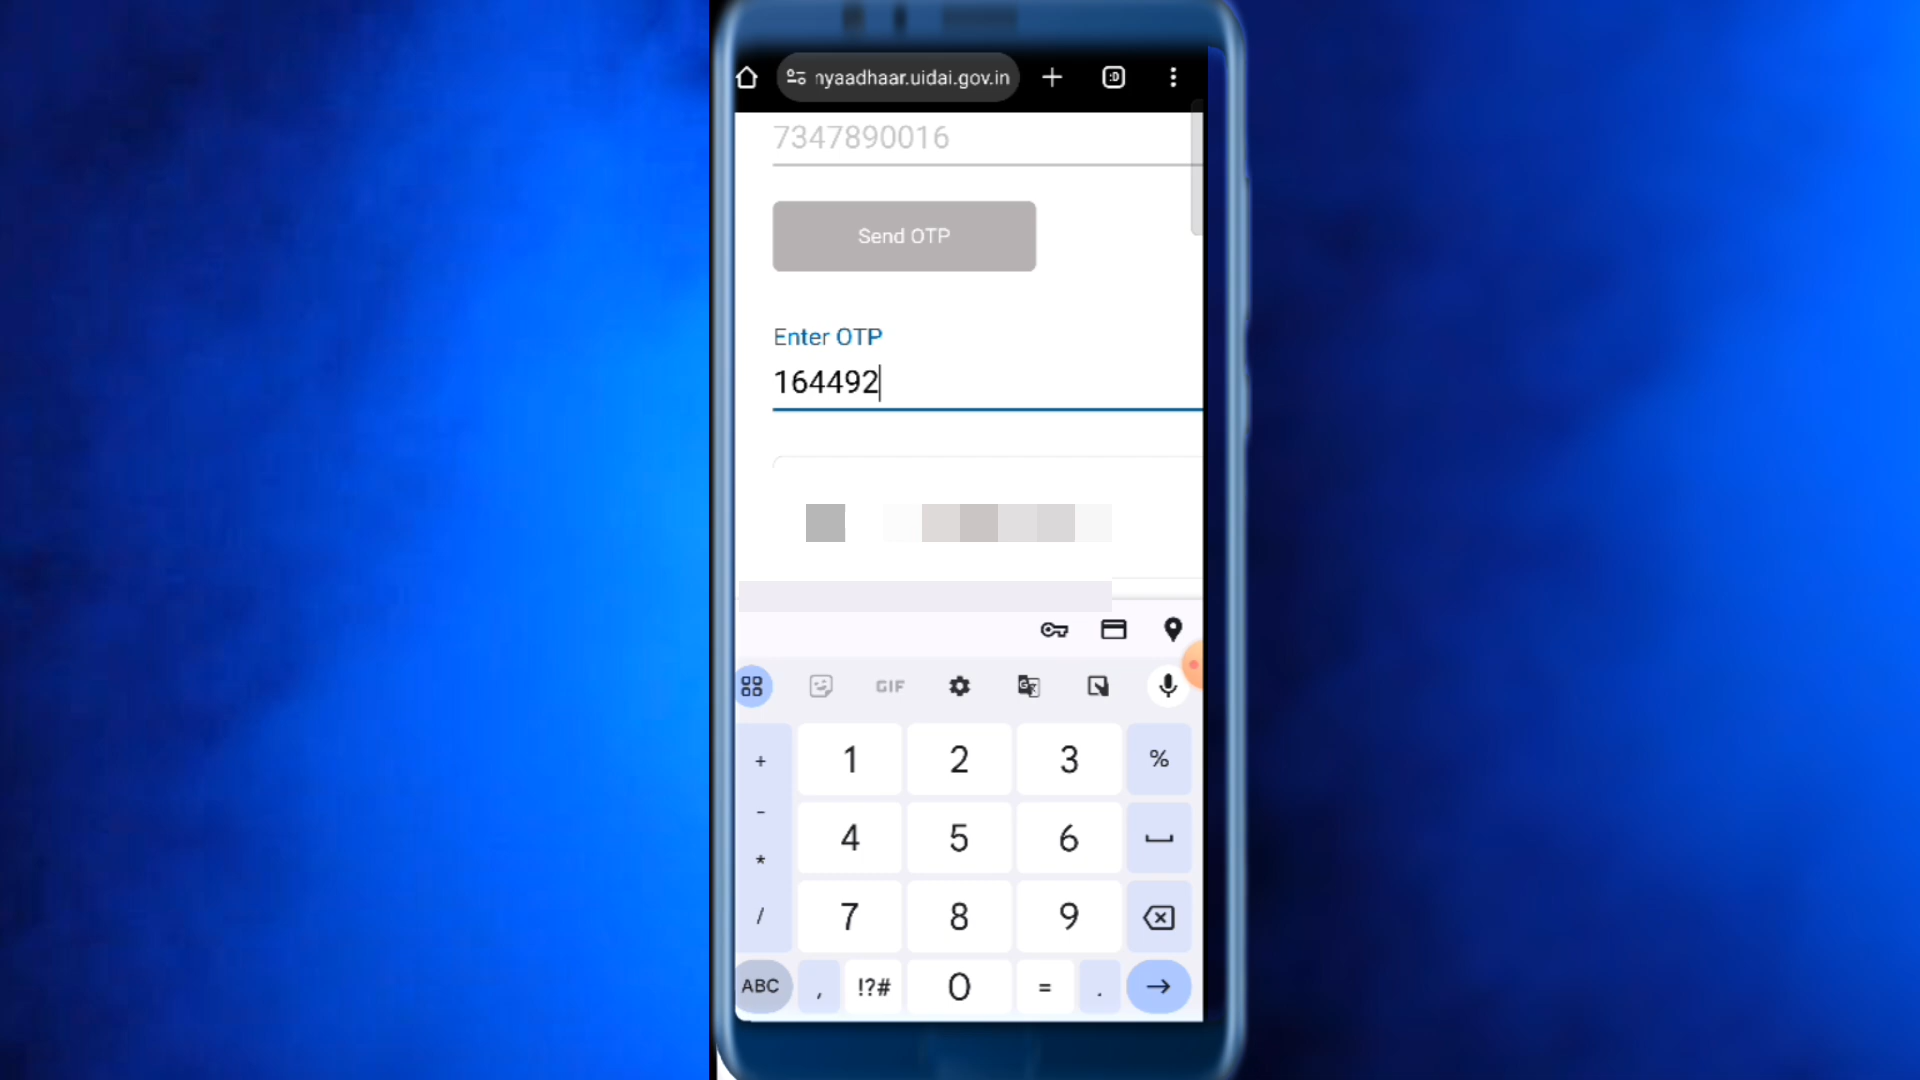 nyaadhaar.uidai.gov.in
:D
7347890016
Send OTP
Enter OTP
164492
GIF
+ 1 2 3 %
-
4 5 6
*
/ 7 8 9
ABC , !?# 0 = .